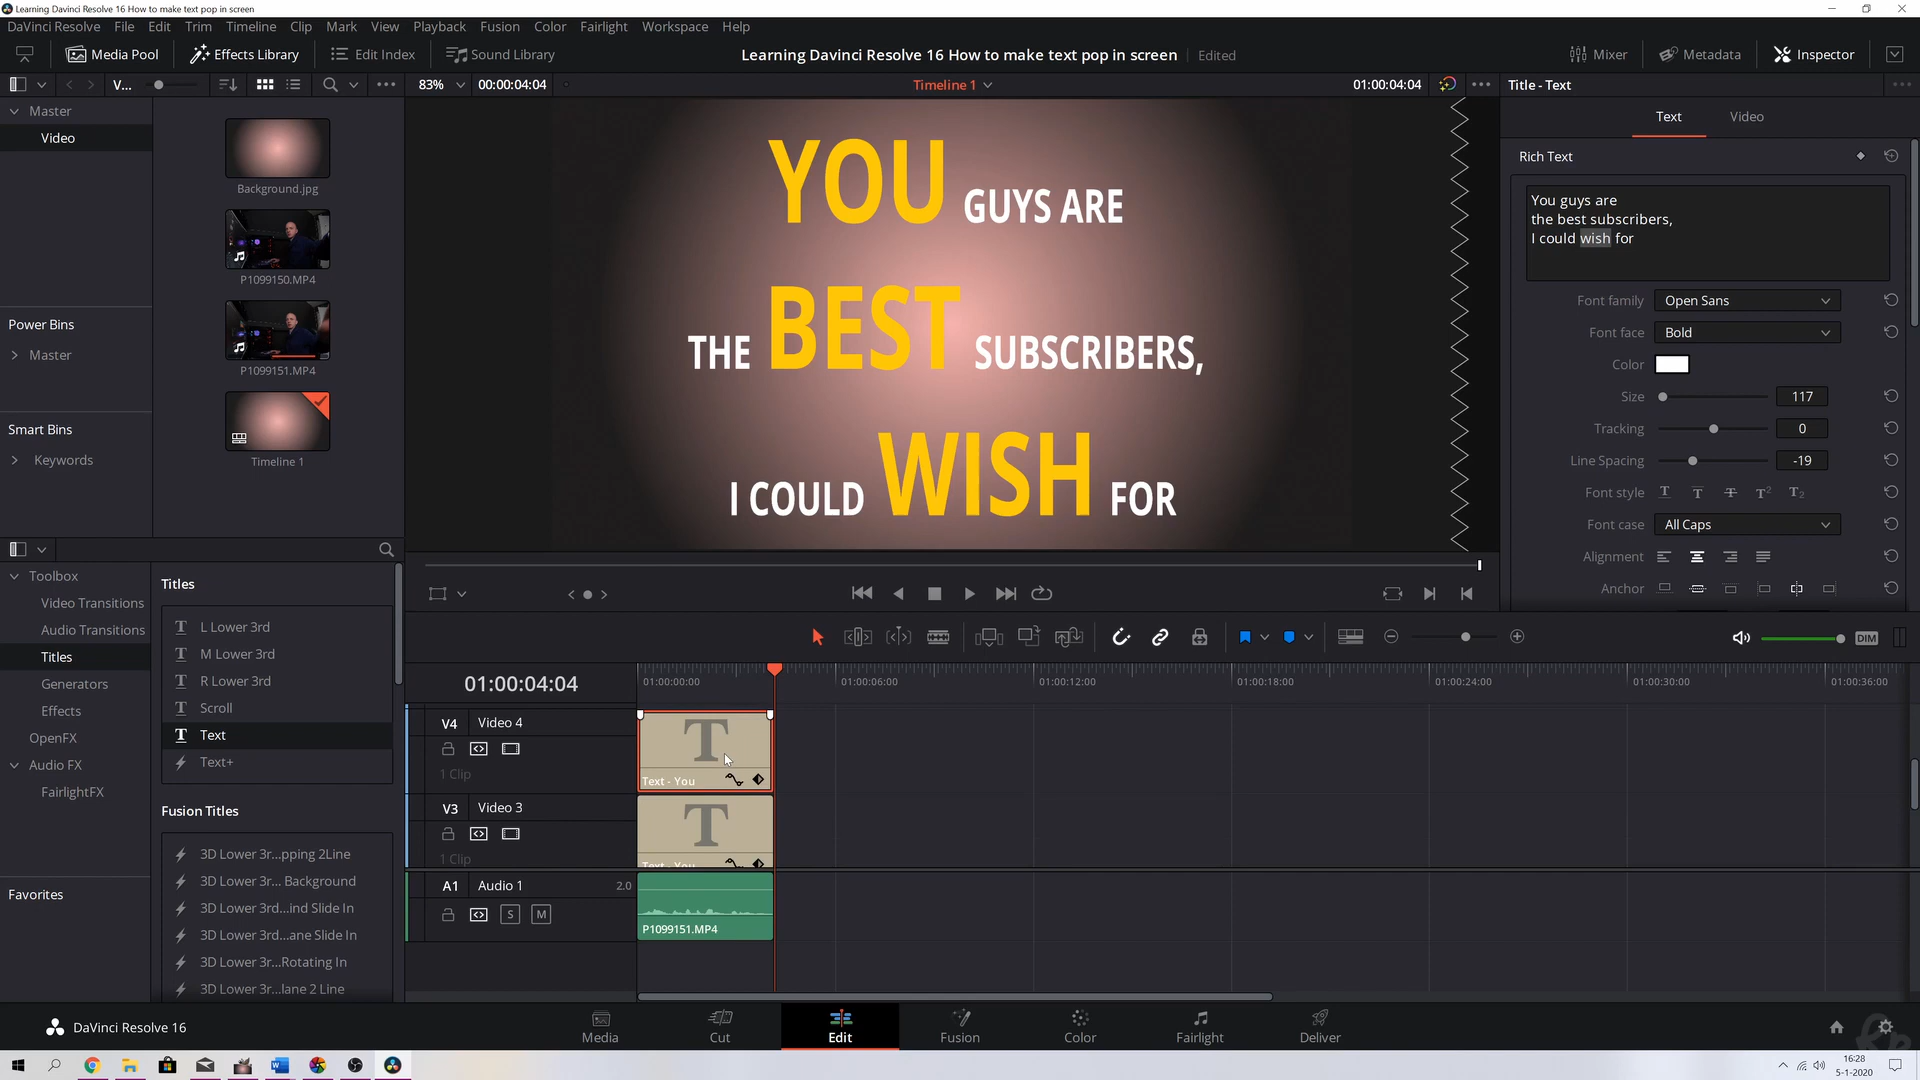 Learning Davinci Resolve 16 How to make text pop in screen
DaVinci Resolve File Edit Trim Timeline Clip Mark View Playback Fusion Color Fairlight Workspace Help
Media Pool Effects Library Edit Index Sound Library Learning Davinci Resolve 16 How to make text pop in screen Edited Mixer Metadata Inspector
V... 83% 00:00:04:04 Timeline 1 01:00:04:04 Title - Text
Master
Video
Background.jpg
P1099150.MP4
P1099151.MP4
Timeline 1
Power Bins
Master
Smart Bins
Keywords
YOU GUYS ARE
THE BEST SUBSCRIBERS,
I COULD WISH FOR
Text Video
Rich Text
You guys are
the best subscribers,
I could wish for
Font family Open Sans
Font face Bold
Color
Size 117
Tracking 0
Line Spacing -19
Font style T T T T² T₂
Font case All Caps
Alignment
Anchor
Toolbox
Video Transitions
Audio Transitions
Titles
Generators
Effects
OpenFX
Audio FX
FairlightFX
Favorites
Titles
L Lower 3rd
M Lower 3rd
R Lower 3rd
Scroll
Text
Text+
Fusion Titles
3D Lower 3r...pping 2Line
3D Lower 3r... Background
3D Lower 3rd...ind Slide In
3D Lower 3rd...ane Slide In
3D Lower 3r...Rotating In
3D Lower 3r...lane 2 Line
DIM
01:00:04:04 01:00:00:00 01:00:06:00 01:00:12:00 01:00:18:00 01:00:24:00 01:00:30:00 01:00:36:00
V4 Video 4
1 Clip
T
Text - You
V3 Video 3
1 Clip
T
Text - You
A1 Audio 1 2.0
S M
P1099151.MP4
DaVinci Resolve 16 Media Cut Edit Fusion Color Fairlight Deliver
16:28
5-1-2020